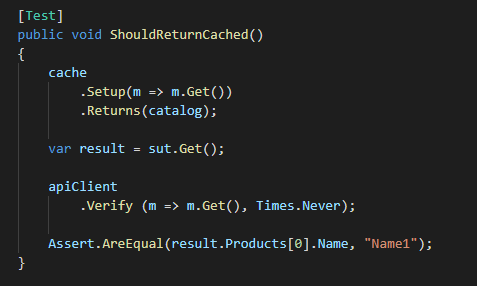 [Test]
public void ShouldReturnCached()
{
    cache
        .Setup(m => m.Get())
        .Returns(catalog);

    var result = sut.Get();

    apiClient
        .Verify (m => m.Get(), Times.Never);

    Assert.AreEqual(result.Products[0].Name, "Name1");
}